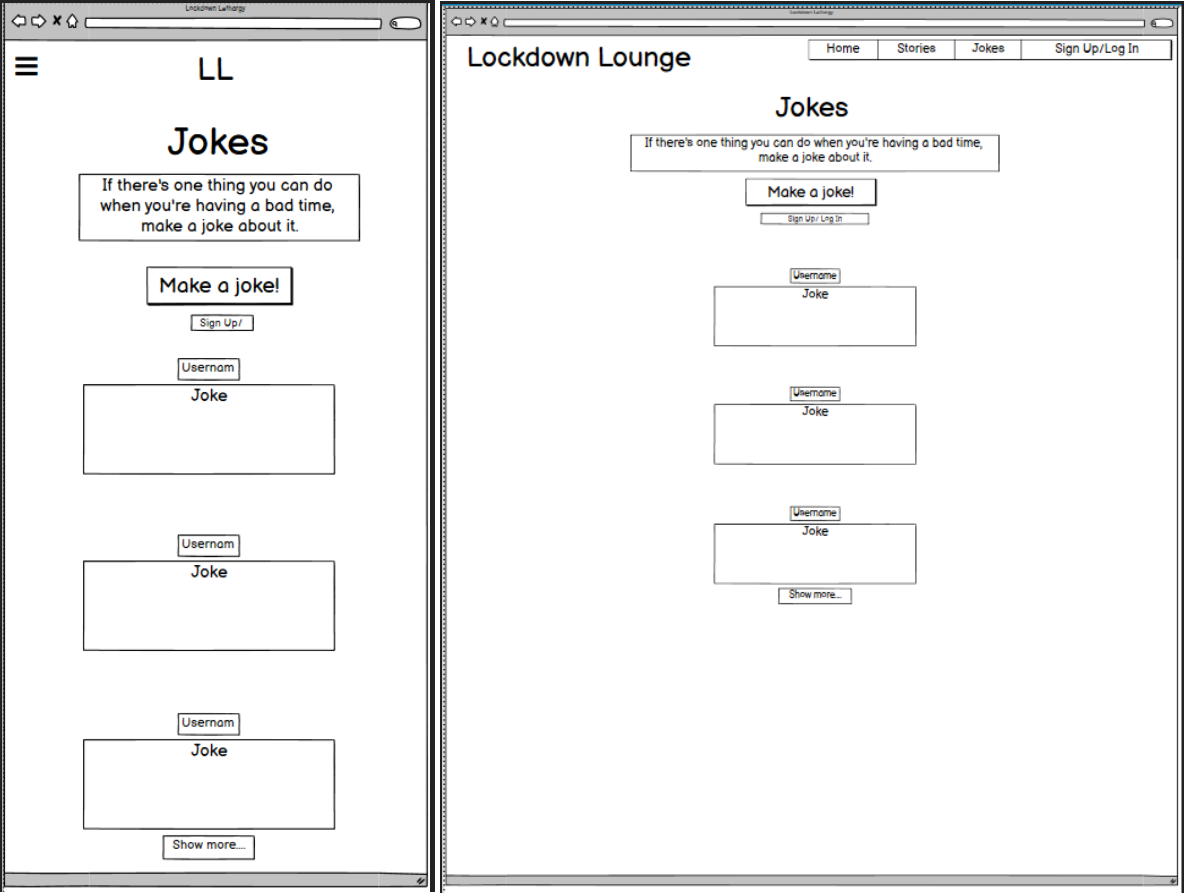 Lockdown Lethargy
LL
Jokes
If there's one thing you can do
when you're having a bad time,
make a joke about it.
Make a joke!
Sign Up/
Usernam
Joke
Usernam
Joke
Usernam
Joke
Show more....
Lockdown Lethargy
Lockdown Lounge
Home Stories Jokes Sign Up/Log In
Jokes
If there's one thing you can do when you're having a bad time,
make a joke about it.
Make a joke!
Sign Up/ Log In
Username
Joke
Username
Joke
Username
Joke
Show more....